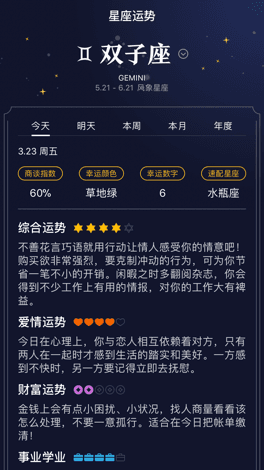 星座运势
♊ 双子座
GEMINI
5.21 - 6.21 风象星座
今天 明天 本周 本月 年度
3.23 周五
商谈指数 幸运颜色 幸运数字 速配星座
60% 草地绿 6 水瓶座
综合运势
不善花言巧语就用行动让情人感受你的情意吧！
购买欲非常强烈，要克制冲动的行为，可为你节
省一笔不小的开销。闲暇之时多翻阅杂志，你会
得到不少工作上有用的情报，对你的工作大有裨
益。
爱情运势
今日在心理上，你与恋人相互依赖着对方，只有
两人在一起时才感到生活的踏实和美好。一方感
到不快时，另一方要记得立即去抚慰。
财富运势
金钱上会有点小困扰、小状况，找人商量看看该
怎么处理，不要一意孤行。适合在今日把帐单缴
清！
事业学业